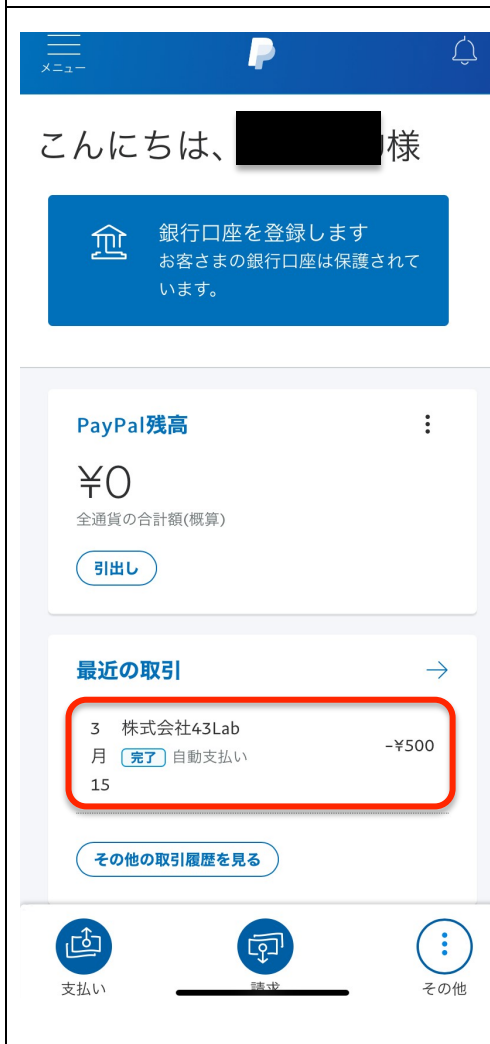 メニュー
こんにちは、様
銀行口座を登録します
お客さまの銀行口座は保護されて
います。
PayPal残高
¥0
全通貨の合計額(概算)
引出し
最近の取引
3 株式会社43Lab
月 完了 自動支払い -¥500
15
その他の取引履歴を見る
支払い 請求 その他